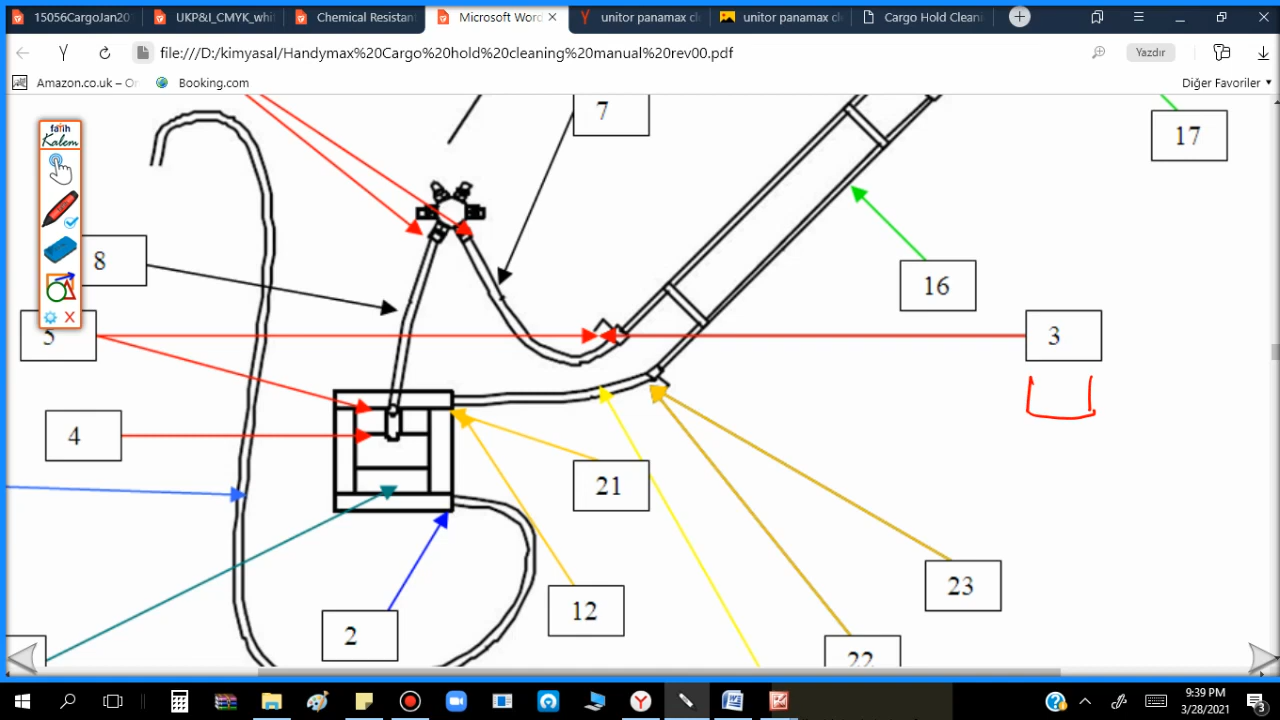 15056CargoJan20
UKP&I_CMYK_whi
Chemical Resistan
Microsoft Word
unitor panamax cl
unitor panamax cl
Cargo Hold Cleani
file:///D:/kimyasal/Handymax%20Cargo%20hold%20cleaning%20manual%20rev00.pdf
Yazdır
Amazon.co.uk – O
Booking.com
Diğer Favoriler
fatih
Kalem
7
17
8
16
5
3
4
21
23
12
2
22
9:39 PM
3/28/2021
3